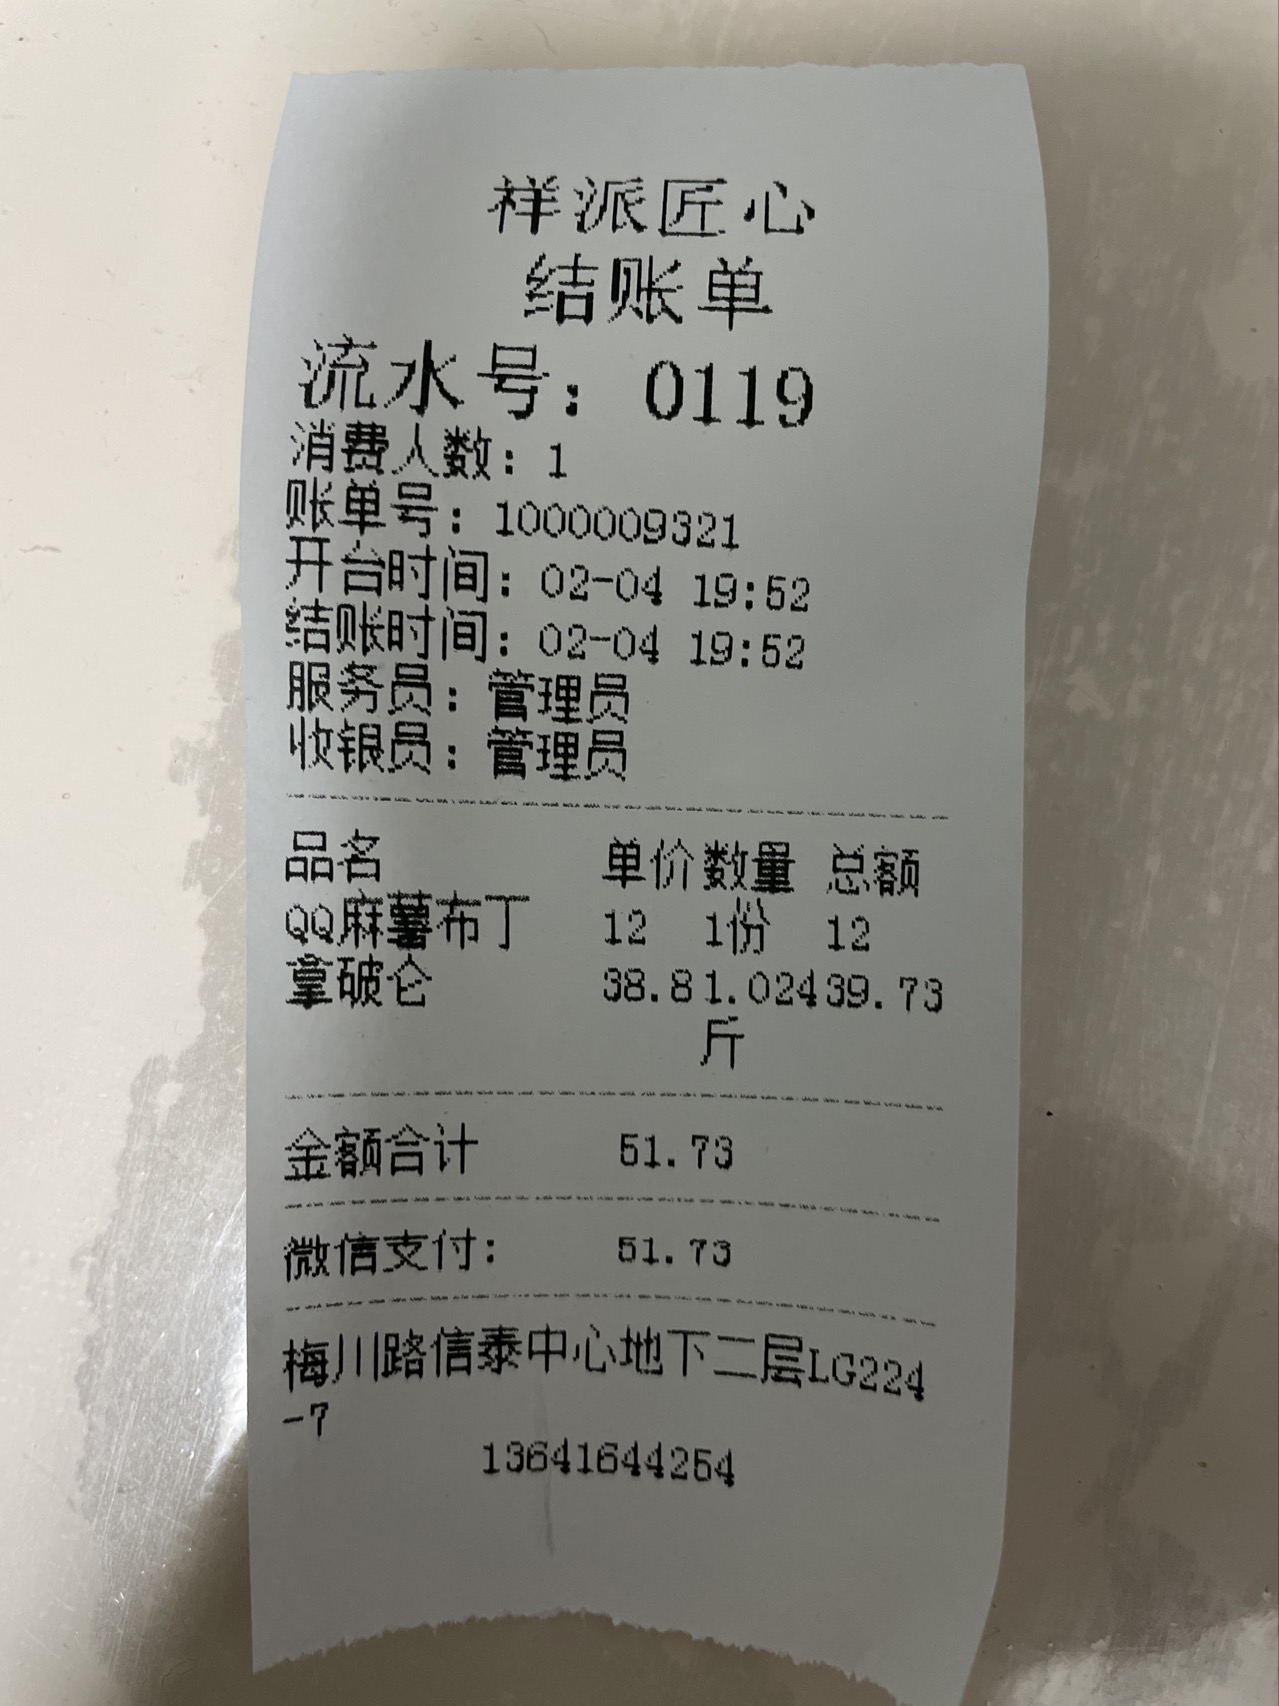 祥派匠心
结账单
流水号：0119
消费人数：1
账单号：1000009321
开台时间：02-04 19:52
结账时间：02-04 19:52
服务员：管理员
收银员：管理员
品名 单价 数量 总额
QQ麻薯布丁 12 1份 12
拿破仑 38.8 1.024 39.73
斤
金额合计 51.73
微信支付: 51.73
梅川路信泰中心地下二层LG224
-7
13641644254